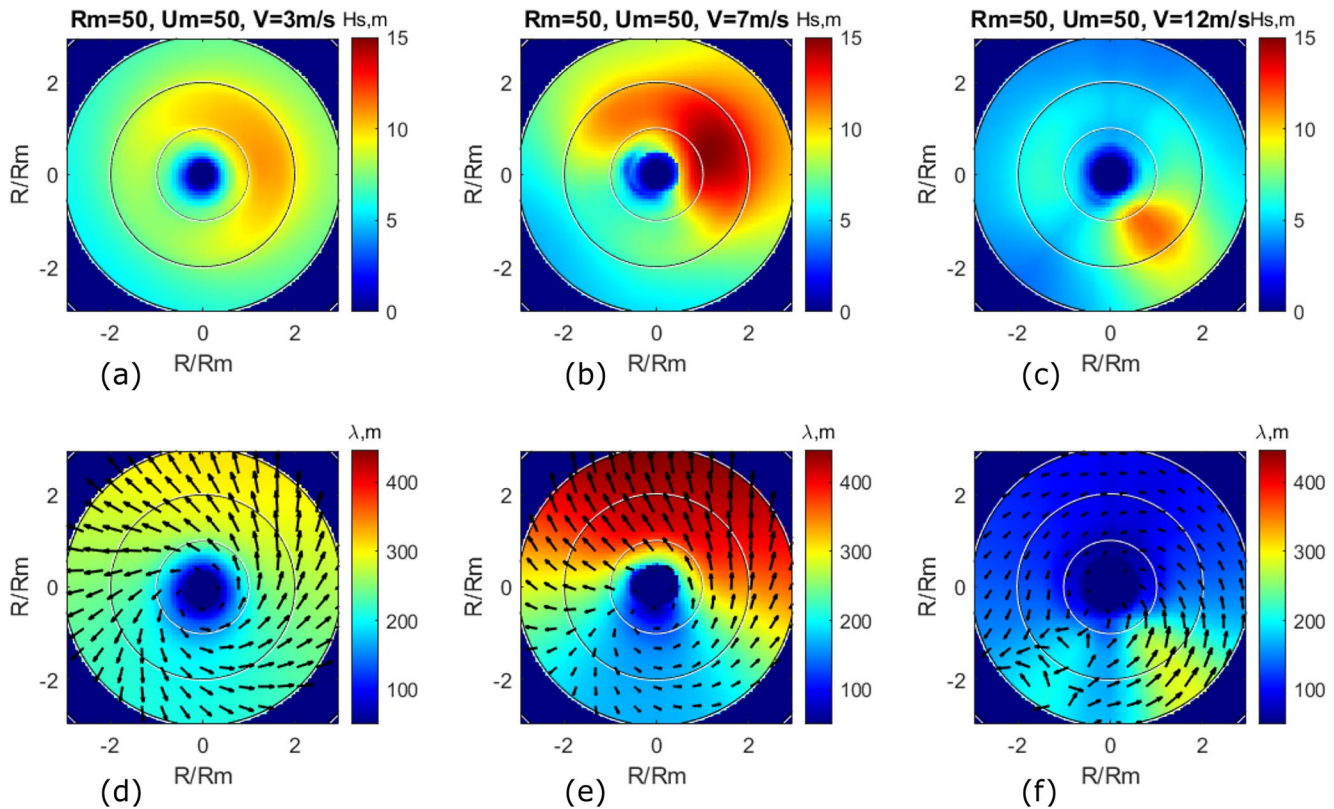 Rm=50, Um=50, V=3m/s Hs,m
15
10
5
0
2
0
-2
R/Rm
-2 0 2
R/Rm
(a)
Rm=50, Um=50, V=7m/s Hs,m
15
10
5
0
2
0
-2
R/Rm
-2 0 2
R/Rm
(b)
Rm=50, Um=50, V=12m/s Hs,m
15
10
5
0
2
0
-2
R/Rm
-2 0 2
R/Rm
(c)
λ,m
400
300
200
100
2
0
-2
R/Rm
-2 0 2
R/Rm
(d)
λ,m
400
300
200
100
2
0
-2
R/Rm
-2 0 2
R/Rm
(e)
λ,m
400
300
200
100
2
0
-2
R/Rm
-2 0 2
R/Rm
(f)